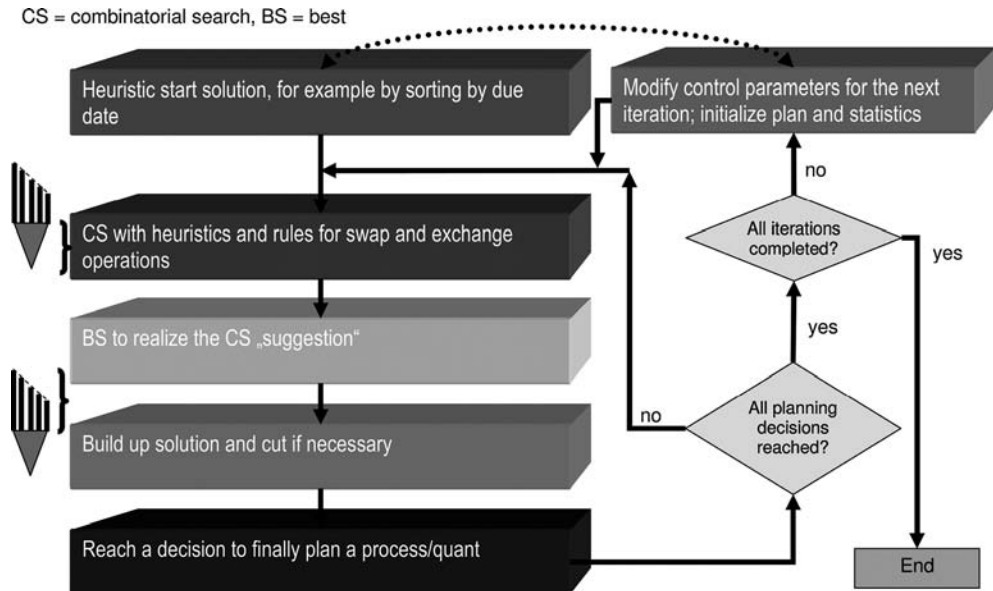 CS = combinatorial search, BS = best
Heuristic start solution, for example by sorting by due
date
Modify control parameters for the next
iteration; initialize plan and statistics
no
CS with heuristics and rules for swap and exchange
operations
All iterations
completed?
yes
BS to realize the CS „suggestion“
yes
no
All planning
decisions
reached?
Build up solution and cut if necessary
Reach a decision to finally plan a process/quant
End